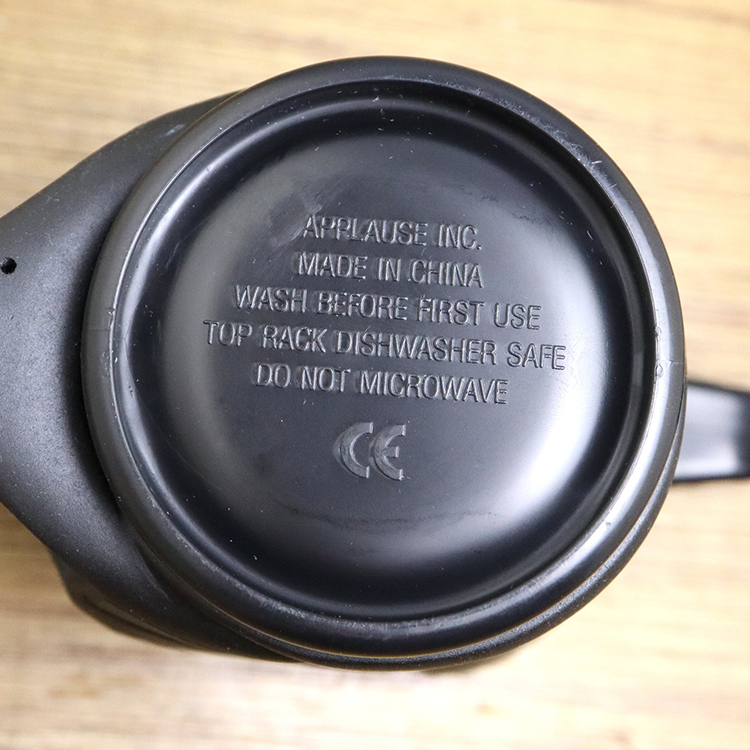 APPLAUSE INC.
MADE IN CHINA
WASH BEFORE FIRST USE
TOP RACK DISHWASHER SAFE
DO NOT MICROWAVE
CE